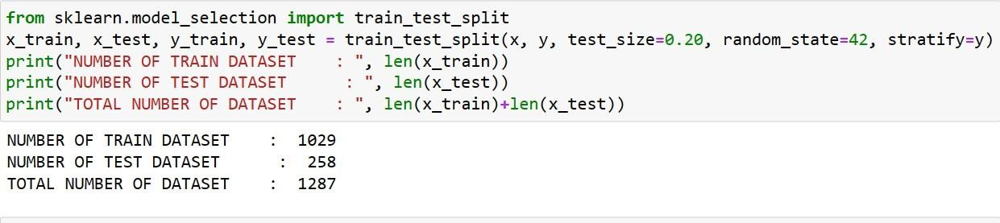 from sklearn.model_selection import train_test_split
x_train, x_test, y_train, y_test = train_test_split(x, y, test_size=0.20, random_state=42, stratify=y)
print("NUMBER OF TRAIN DATASET    : ", len(x_train))
print("NUMBER OF TEST DATASET      : ", len(x_test))
print("TOTAL NUMBER OF DATASET    : ", len(x_train)+len(x_test))
NUMBER OF TRAIN DATASET    :  1029
NUMBER OF TEST DATASET      :  258
TOTAL NUMBER OF DATASET    :  1287